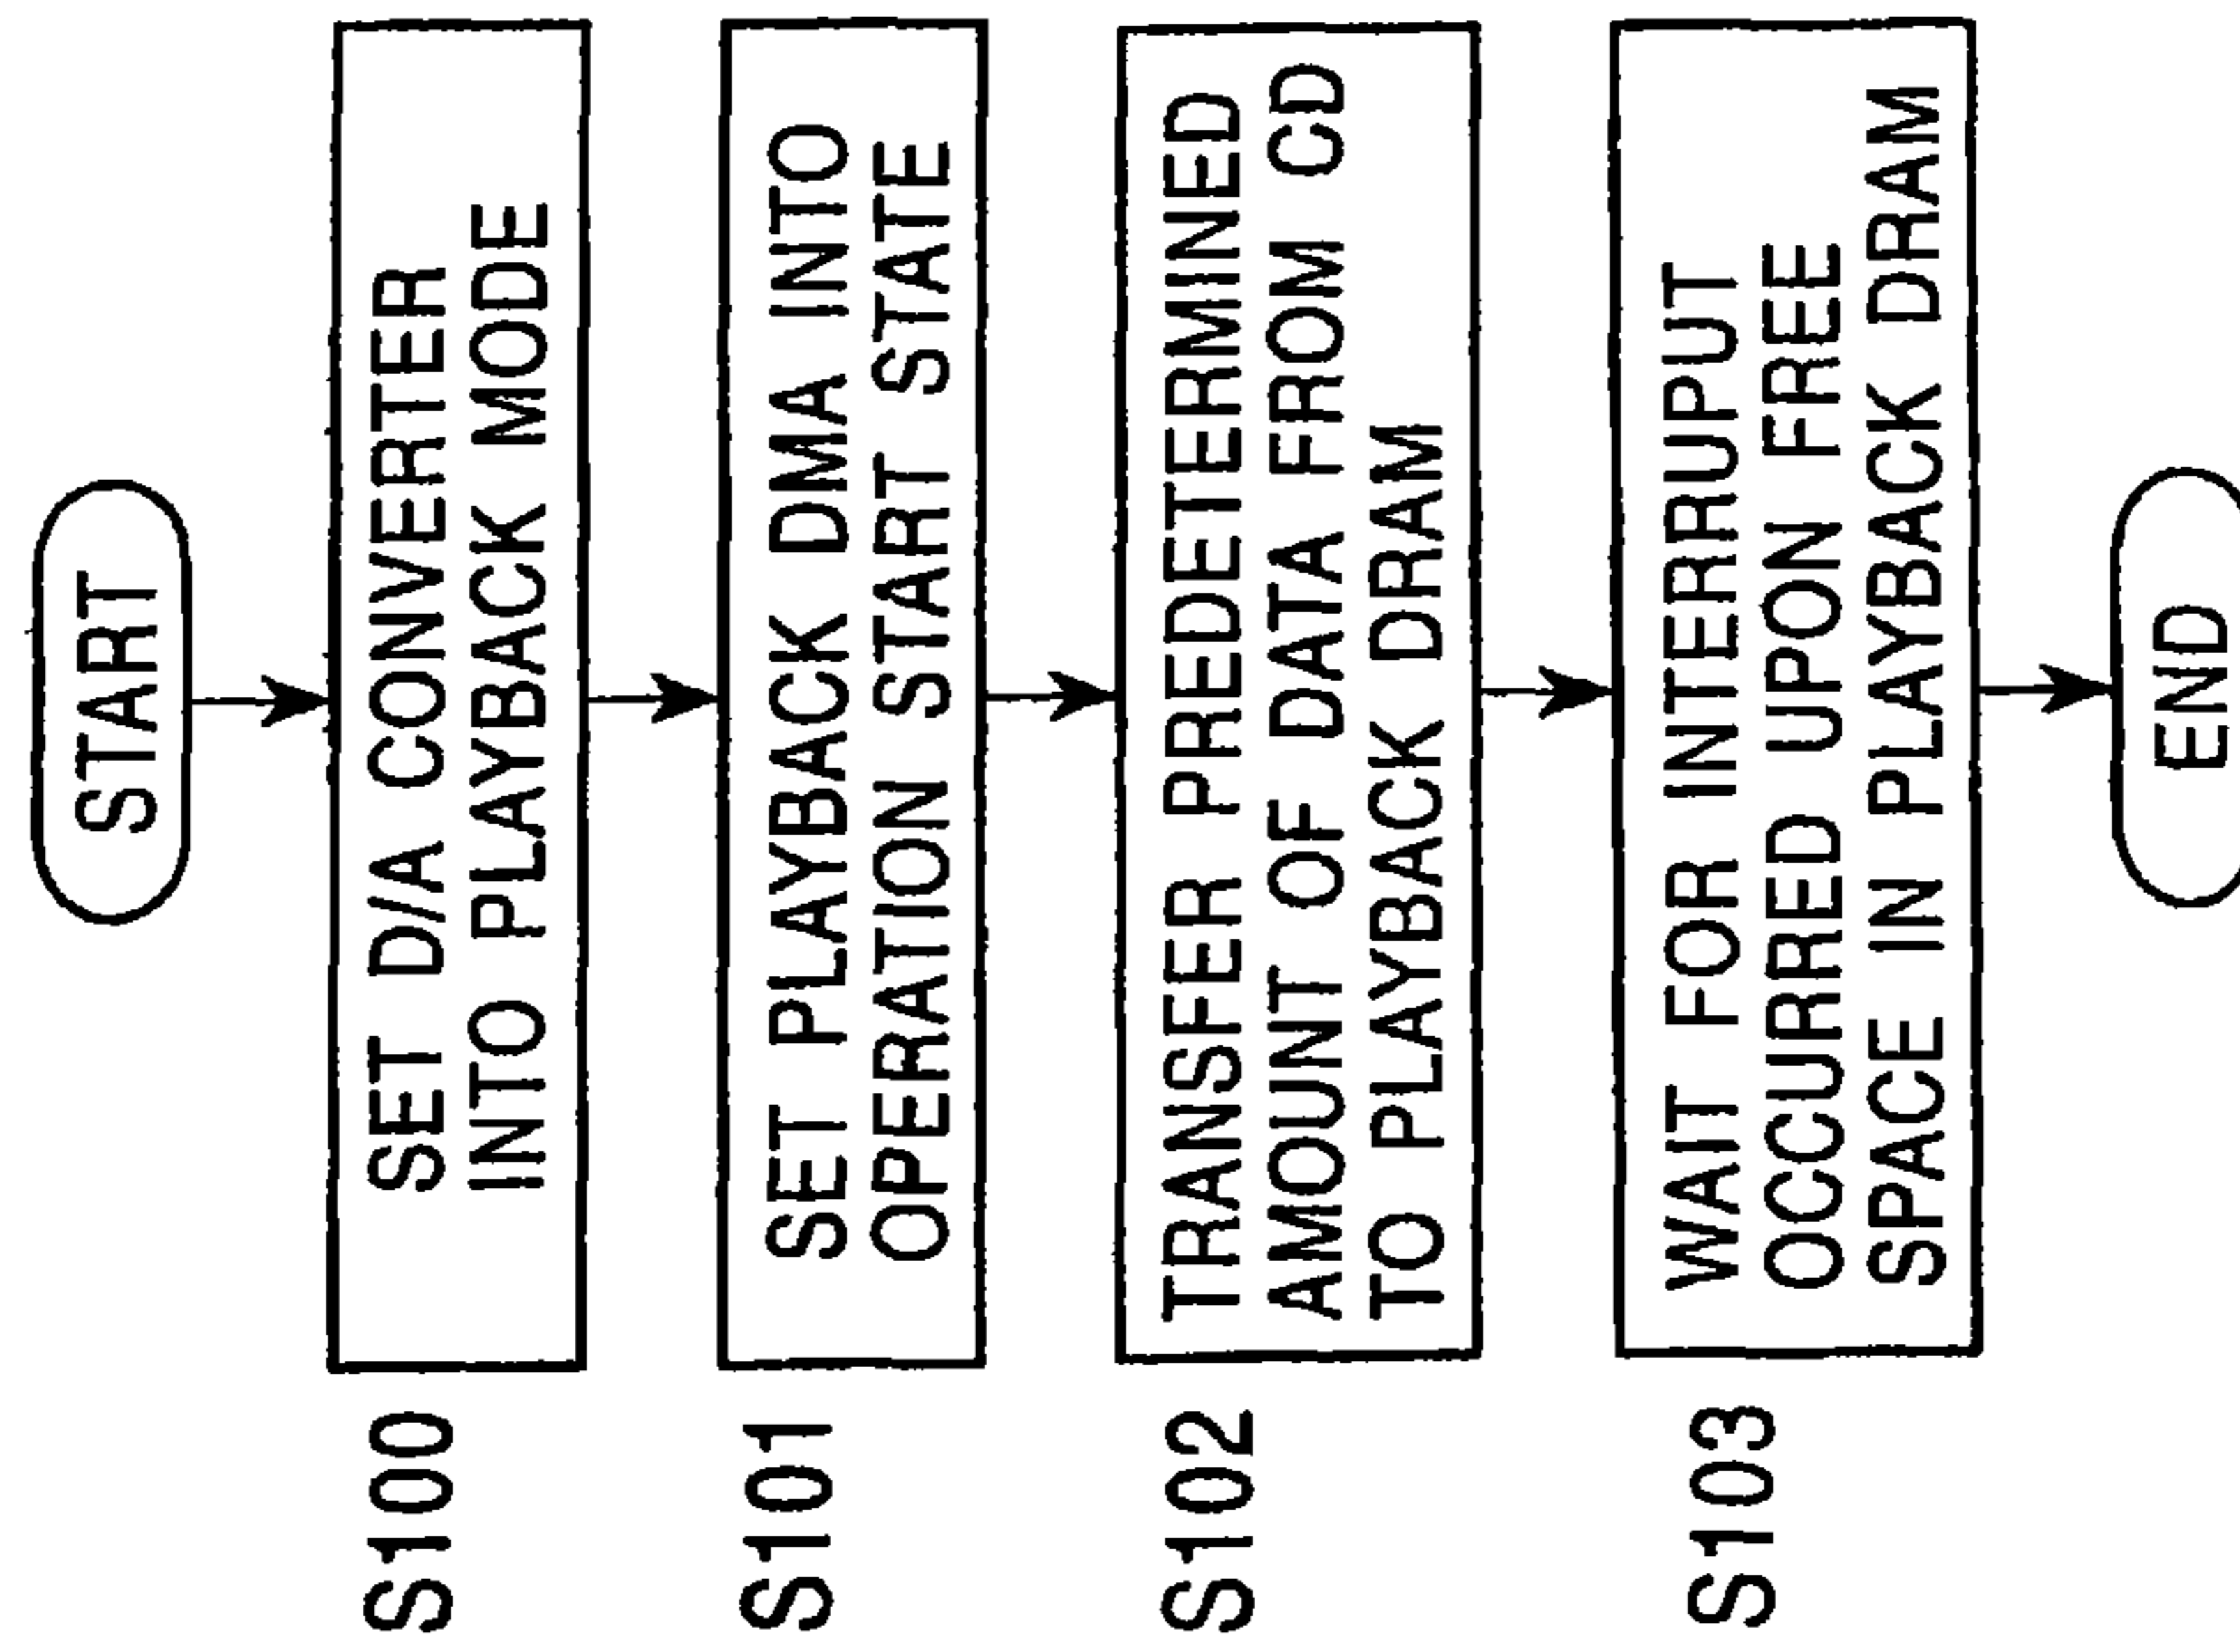 START
S100
SET D/A CONVERTER
INTO PLAYBACK MODE
S101
SET PLAYBACK DMA INTO
OPERATION START STATE
S102
TRANSFER PREDETERMINED
AMOUNT OF DATA FROM CD
TO PLAYBACK DRAM
S103
WAIT FOR INTERRUPUT
OCCURRED UPON FREE
SPACE IN PLAYBACK DRAM
END